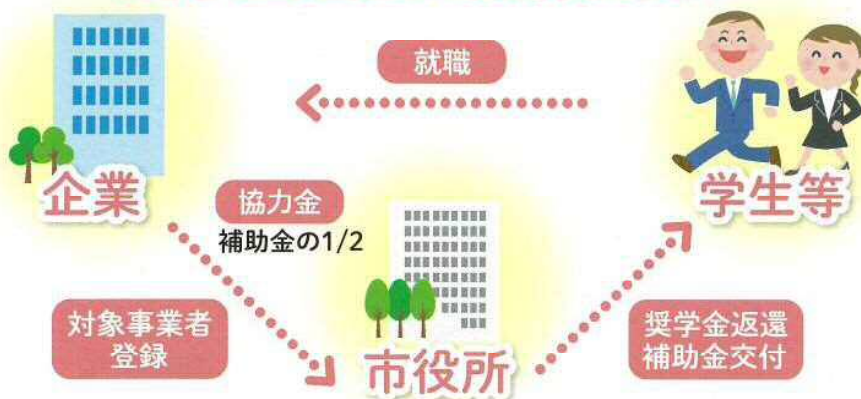 就職
企業
学生等
協力金
補助金の1/2
対象事業者
登録
市役所
奨学金返還
補助金交付